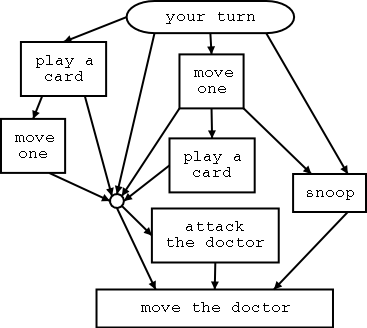 your turn
play a
card
move
one
move
one
play a
card
snoop
attack
the doctor
move the doctor